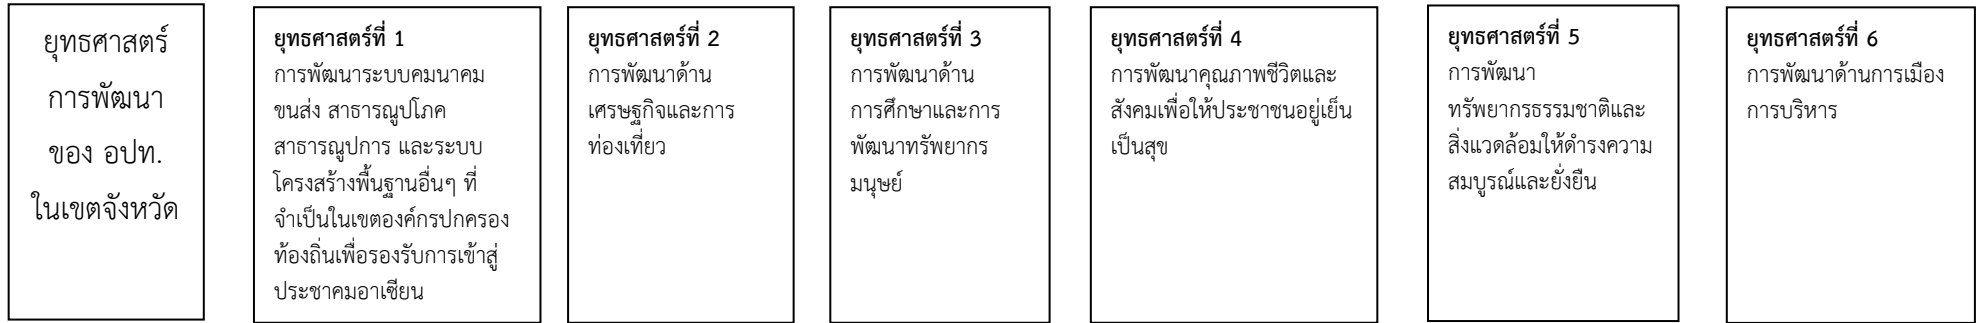 ยุทธศาสตร์
การพัฒนา
ของ อปท.
ในเขตจังหวัด
ยุทธศาสตร์ที่ 1
การพัฒนาระบบคมนาคม
ขนส่ง สาธารณูปโภค
สาธารณูปการ และระบบ
โครงสร้างพื้นฐานอื่นๆ ที่
จำเป็นในเขตองค์กรปกครอง
ท้องถิ่นเพื่อรองรับการเข้าสู่
ประชาคมอาเซียน
ยุทธศาสตร์ที่ 2
การพัฒนาด้าน
เศรษฐกิจและการ
ท่องเที่ยว
ยุทธศาสตร์ที่ 3
การพัฒนาด้าน
การศึกษาและการ
พัฒนาทรัพยากร
มนุษย์
ยุทธศาสตร์ที่ 4
การพัฒนาคุณภาพชีวิตและ
สังคมเพื่อให้ประชาชนอยู่เย็น
เป็นสุข
ยุทธศาสตร์ที่ 5
การพัฒนา
ทรัพยากรธรรมชาติและ
สิ่งแวดล้อมให้ดำรงความ
สมบูรณ์และยั่งยืน
ยุทธศาสตร์ที่ 6
การพัฒนาด้านการเมือง
การบริหาร